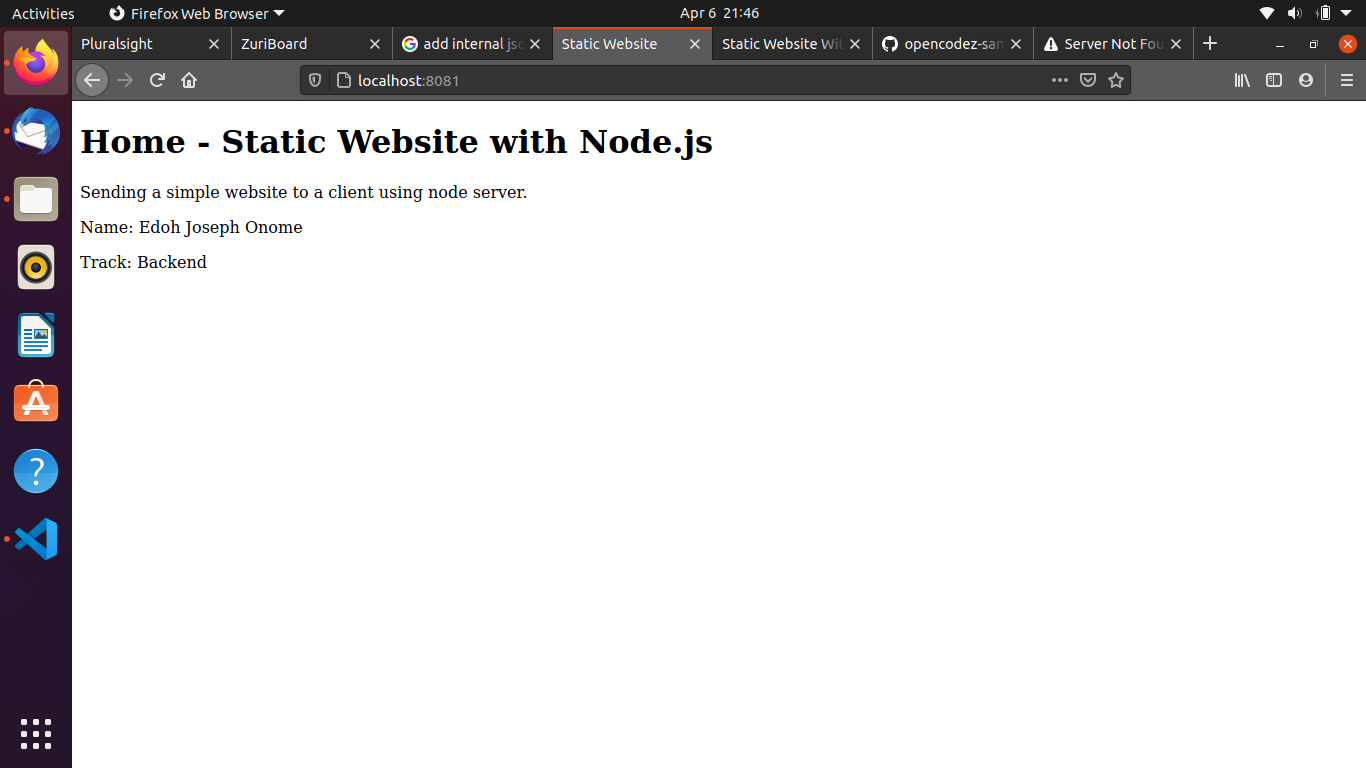 Activities Firefox Web Browser Apr 6 21:46
Pluralsight ZuriBoard add internal jsc Static Website Static Website Wit opencodez-sam Server Not Fou
localhost:8081
Home - Static Website with Node.js
Sending a simple website to a client using node server.
Name: Edoh Joseph Onome
Track: Backend